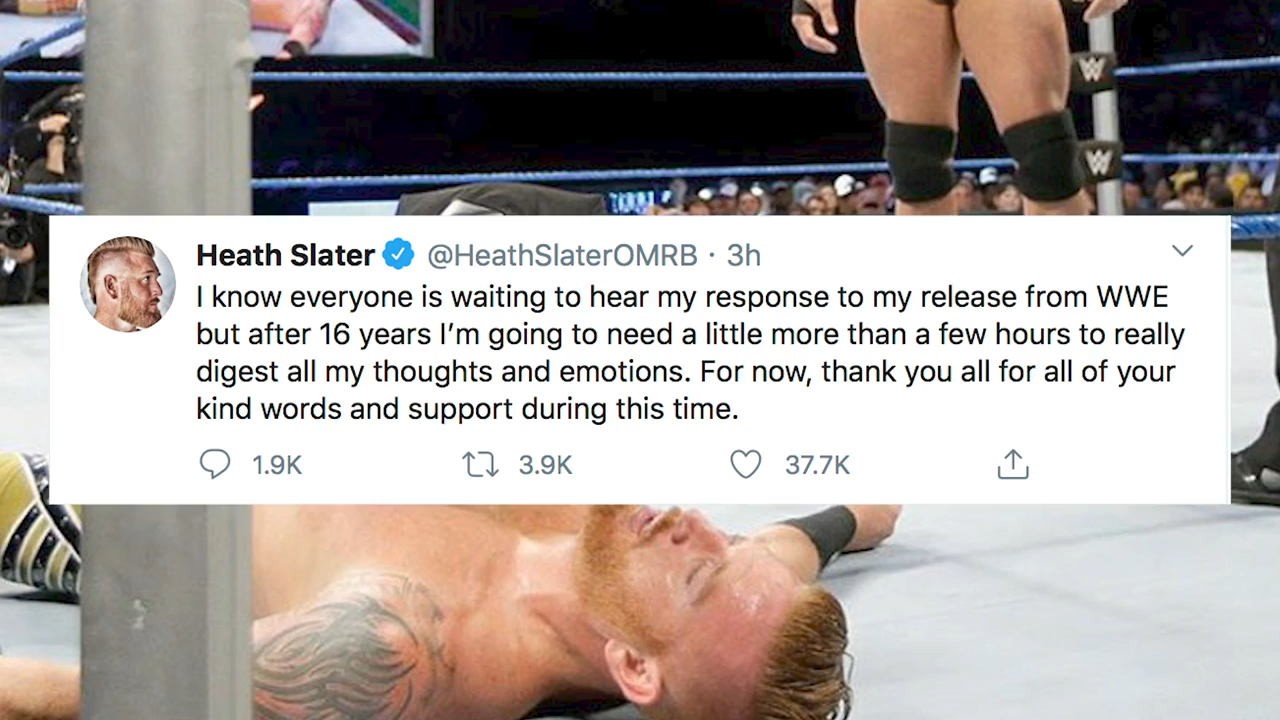 W
W
Heath Slater @HeathSlaterOMRB · 3h
I know everyone is waiting to hear my response to my release from WWE
but after 16 years I’m going to need a little more than a few hours to really
digest all my thoughts and emotions. For now, thank you all for all of your
kind words and support during this time.
1.9K 3.9K 37.7K